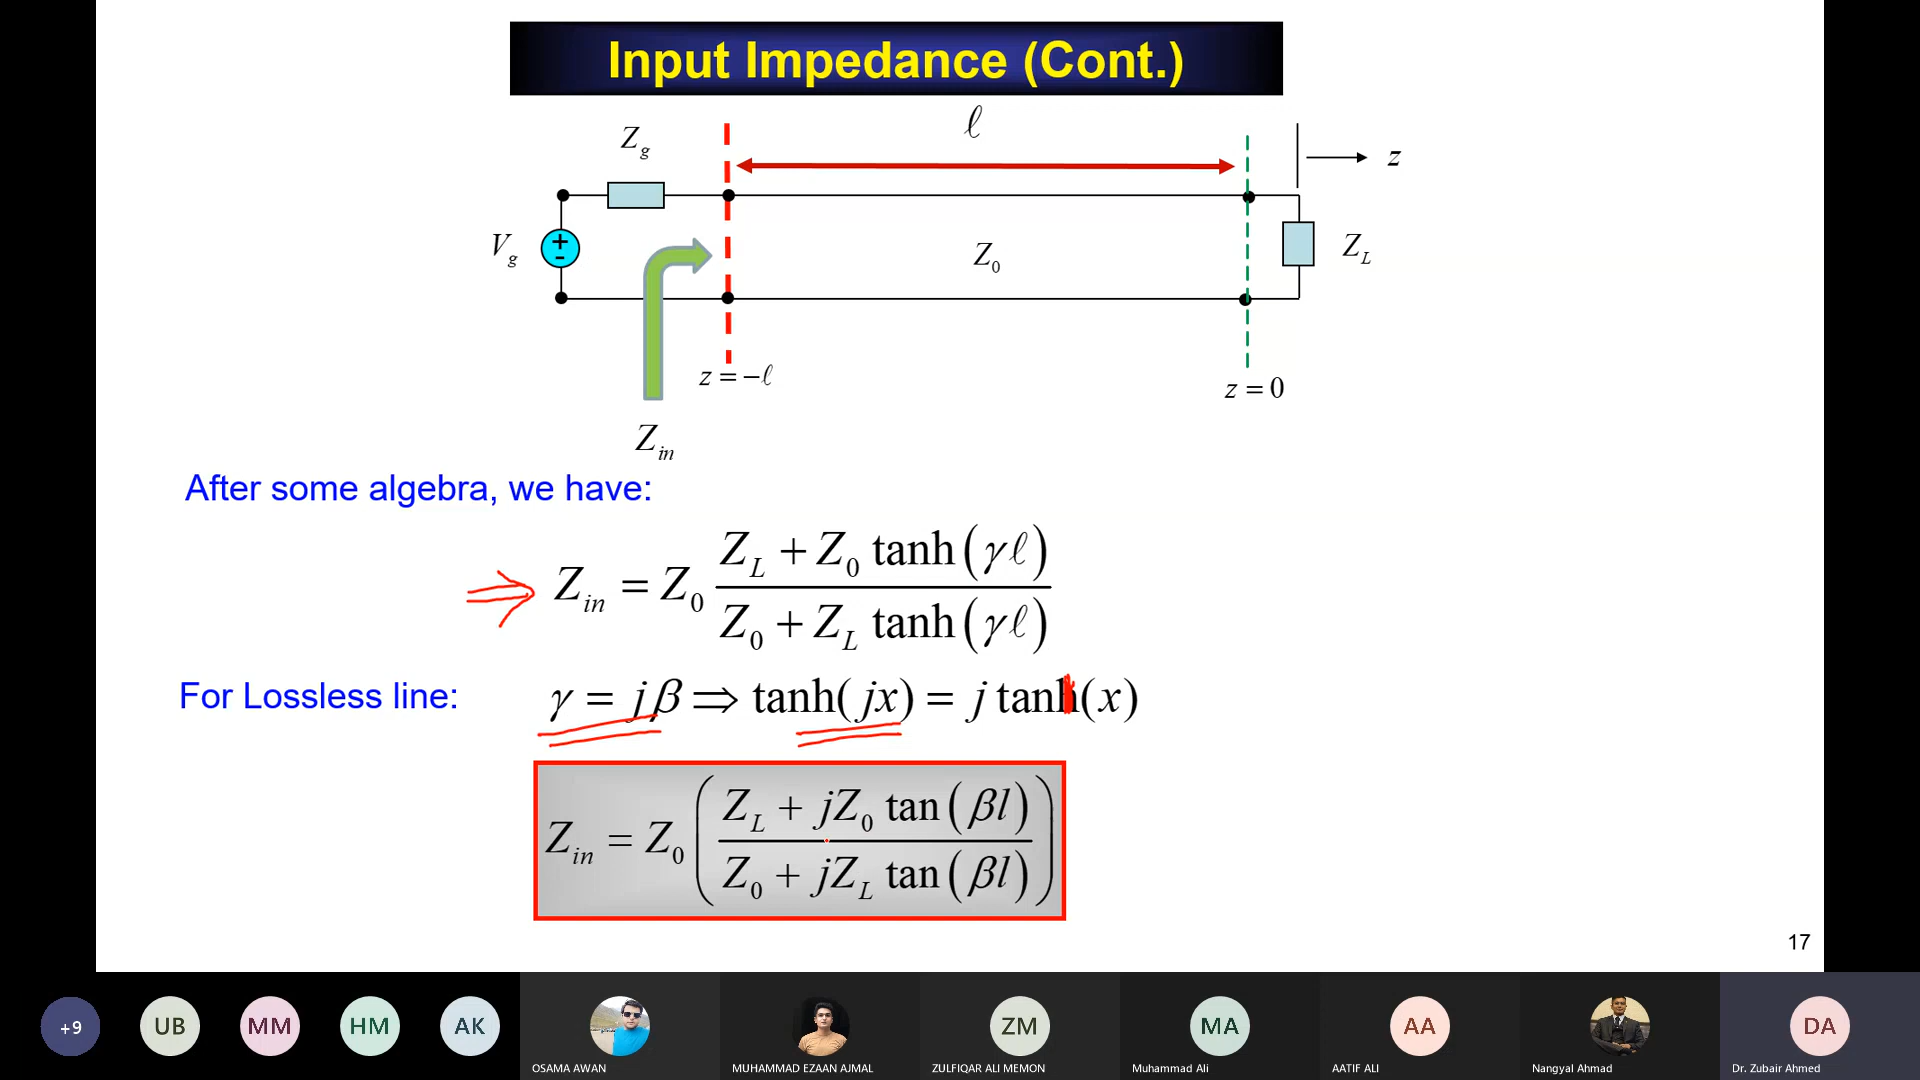 Input Impedance (Cont.)
ℓ
Z_g
z
V_g
+
-
Z_0
Z_L
z = −ℓ
z = 0
Z_in
After some algebra, we have:
⇒ Z_in = Z_0 (Z_L + Z_0 tanh(γℓ)) / (Z_0 + Z_L tanh(γℓ))
For Lossless line: γ = jβ ⇒ tanh(jx) = j tanh(x)
Z_in = Z_0 ((Z_L + jZ_0 tan(βl)) / (Z_0 + jZ_L tan(βl)))
17
+9 UB MM HM AK ZM MA AA DA
OSAMA AWAN MUHAMMAD EZAAN AJMAL ZULFIQAR ALI MEMON Muhammad Ali AATIF ALI Nangyal Ahmad Dr. Zubair Ahmed